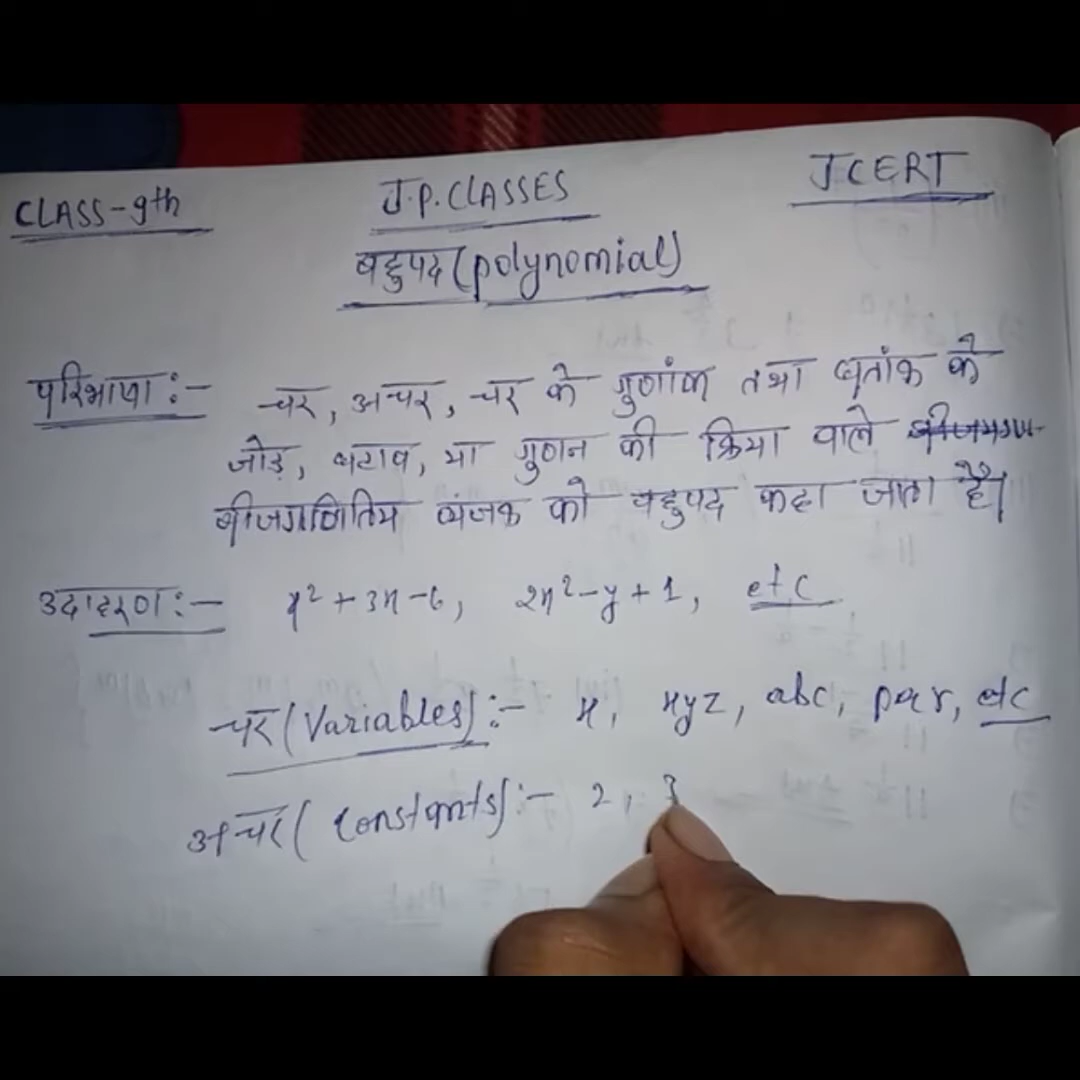 CLASS-9th J.P.CLASSES JCERT
बहुपद(polynomial)
परिभाषा:- चर, अचर, चर के गुणांक तथा घतांक के
जोड़, घटाव, या गुणन की क्रिया वाले
बीजगणितिय व्यंजक को बहुपद कहा जाता है।
उदाहरण:- x²+3x-6, 2x²-y+1, etc
चर(Variables):- x, xyz, abc, pqr, etc
अचर(Constants):- 2, 3